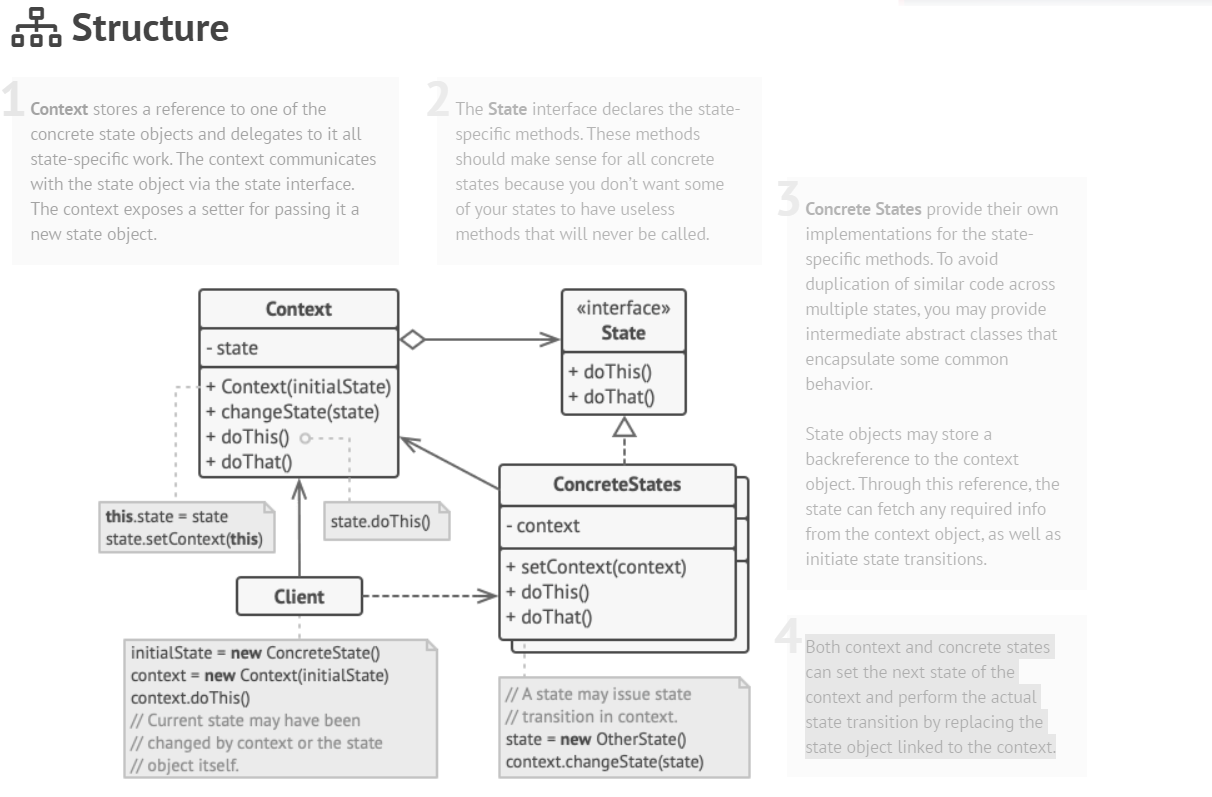 Structure
1
Context stores a reference to one of the
concrete state objects and delegates to it all
state-specific work. The context communicates
with the state object via the state interface.
The context exposes a setter for passing it a
new state object.
2
The State interface declares the state-
specific methods. These methods
should make sense for all concrete
states because you don't want some
of your states to have useless
methods that will never be called.
3
Concrete States provide their own
implementations for the state-
specific methods. To avoid
duplication of similar code across
multiple states, you may provide
intermediate abstract classes that
encapsulate some common
behavior.
State objects may store a
backreference to the context
object. Through this reference, the
state can fetch any required info
from the context object, as well as
initiate state transitions.
4
Both context and concrete states
can set the next state of the
context and perform the actual
state transition by replacing the
state object linked to the context.
Context
- state
+ Context(initialState)
+ changeState(state)
+ doThis()
+ doThat()
«interface»
State
+ doThis()
+ doThat()
this.state = state
state.setContext(this)
state.doThis()
ConcreteStates
- context
+ setContext(context)
+ doThis()
+ doThat()
Client
initialState = new ConcreteState()
context = new Context(initialState)
context.doThis()
// Current state may have been
// changed by context or the state
// object itself.
// A state may issue state
// transition in context.
state = new OtherState()
context.changeState(state)